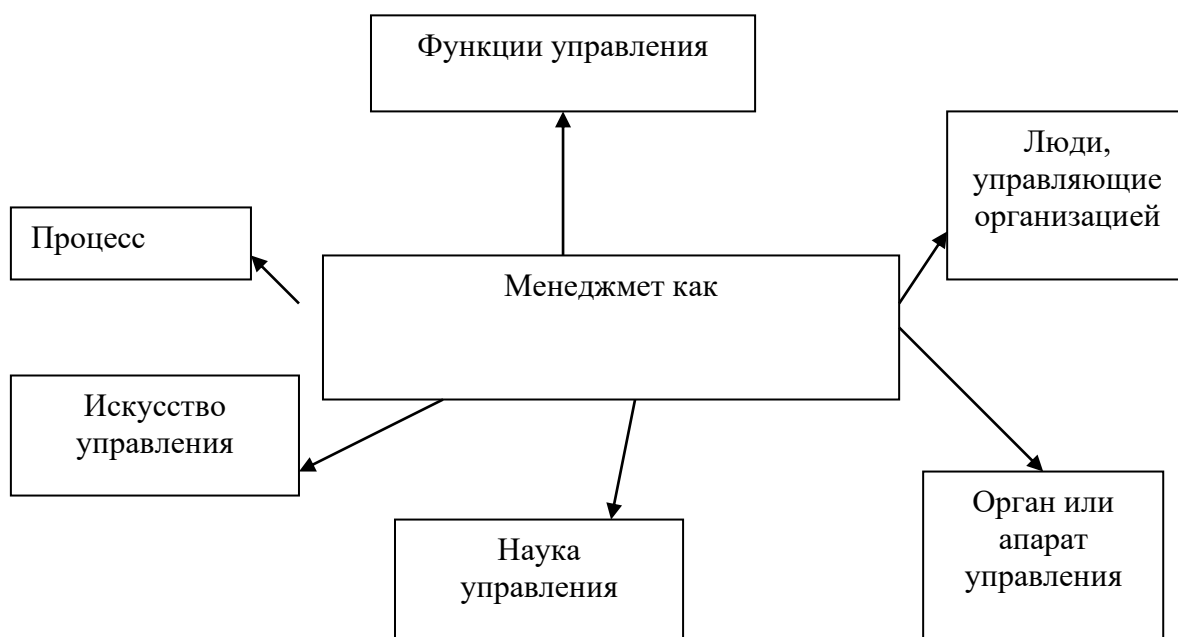 Функции управления
Люди,
управляющие
организацией
Процесс
Менеджмет как
Искусство
управления
Наука
управления
Орган или
апарат
управления